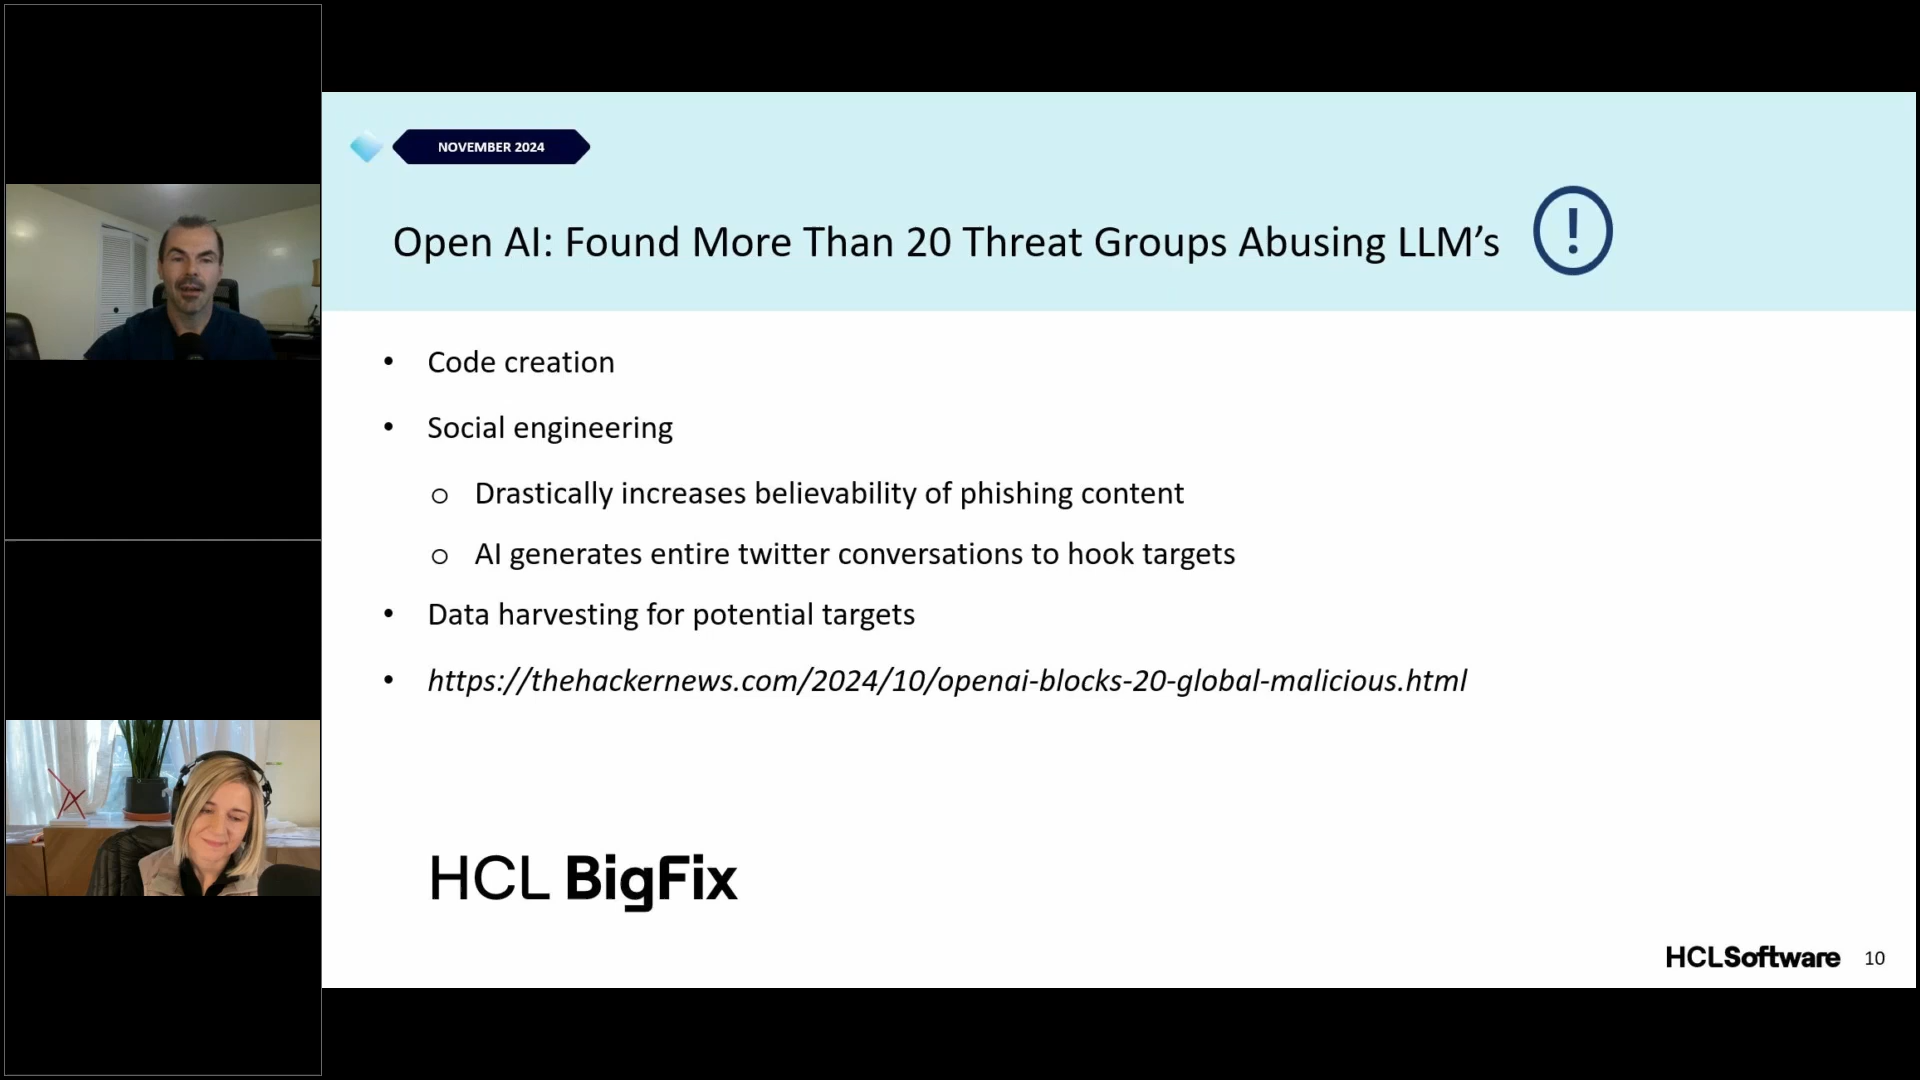 NOVEMBER 2024
Open AI: Found More Than 20 Threat Groups Abusing LLM’s
!
• Code creation
• Social engineering
o Drastically increases believability of phishing content
o AI generates entire twitter conversations to hook targets
• Data harvesting for potential targets
• https://thehackernews.com/2024/10/openai-blocks-20-global-malicious.html
HCL BigFix
HCLSoftware 10